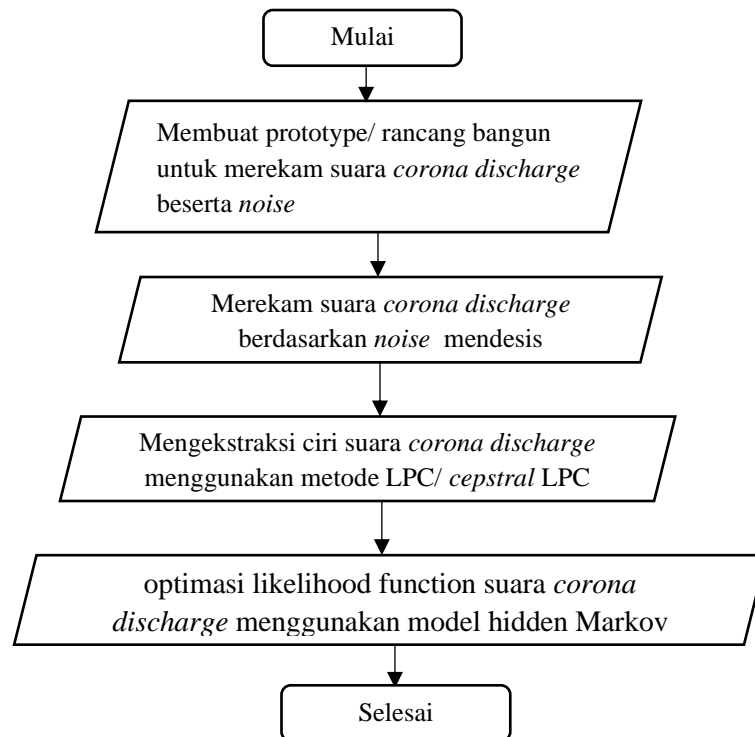 Mulai
Membuat prototype/ rancang bangun
untuk merekam suara corona discharge
beserta noise
Merekam suara corona discharge
berdasarkan noise mendesis
Mengekstraksi ciri suara corona discharge
menggunakan metode LPC/ cepstral LPC
optimasi likelihood function suara corona
discharge menggunakan model hidden Markov
Selesai